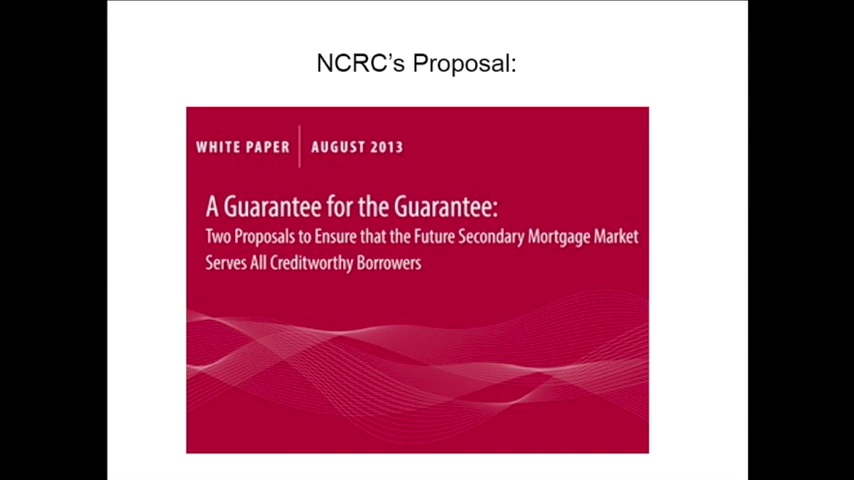 NCRC’s Proposal:
WHITE PAPER | AUGUST 2013
A Guarantee for the Guarantee:
Two Proposals to Ensure that the Future Secondary Mortgage Market
Serves All Creditworthy Borrowers